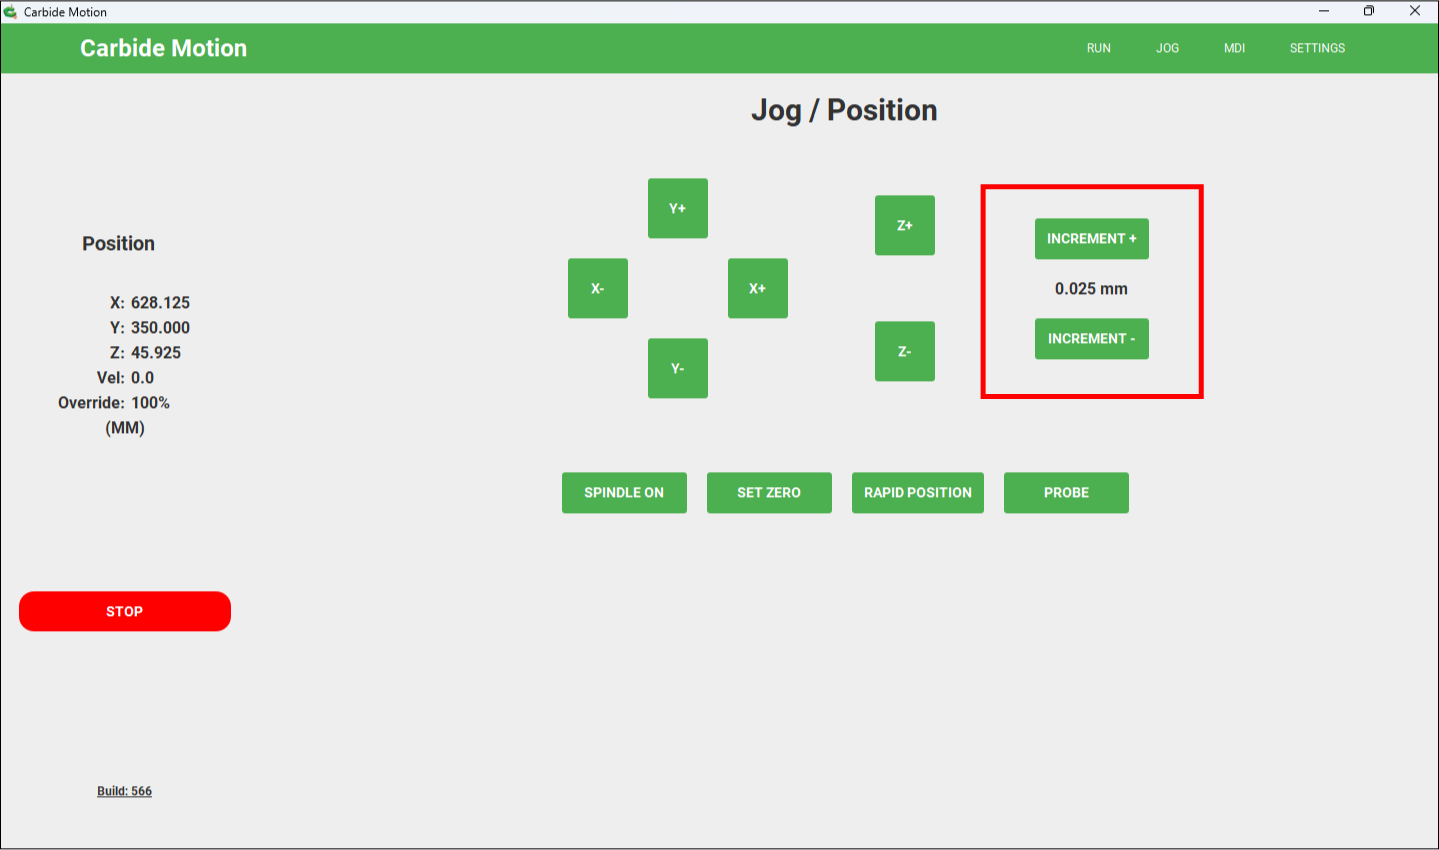 Carbide Motion
Carbide Motion
RUN JOG MDI SETTINGS
Jog / Position
Position
X: 628.125
Y: 350.000
Z: 45.925
Vel: 0.0
Override: 100%
(MM)
Y+
X-
X+
Y-
Z+
Z-
INCREMENT +
0.025 mm
INCREMENT -
SPINDLE ON SET ZERO RAPID POSITION PROBE
STOP
Build: 566